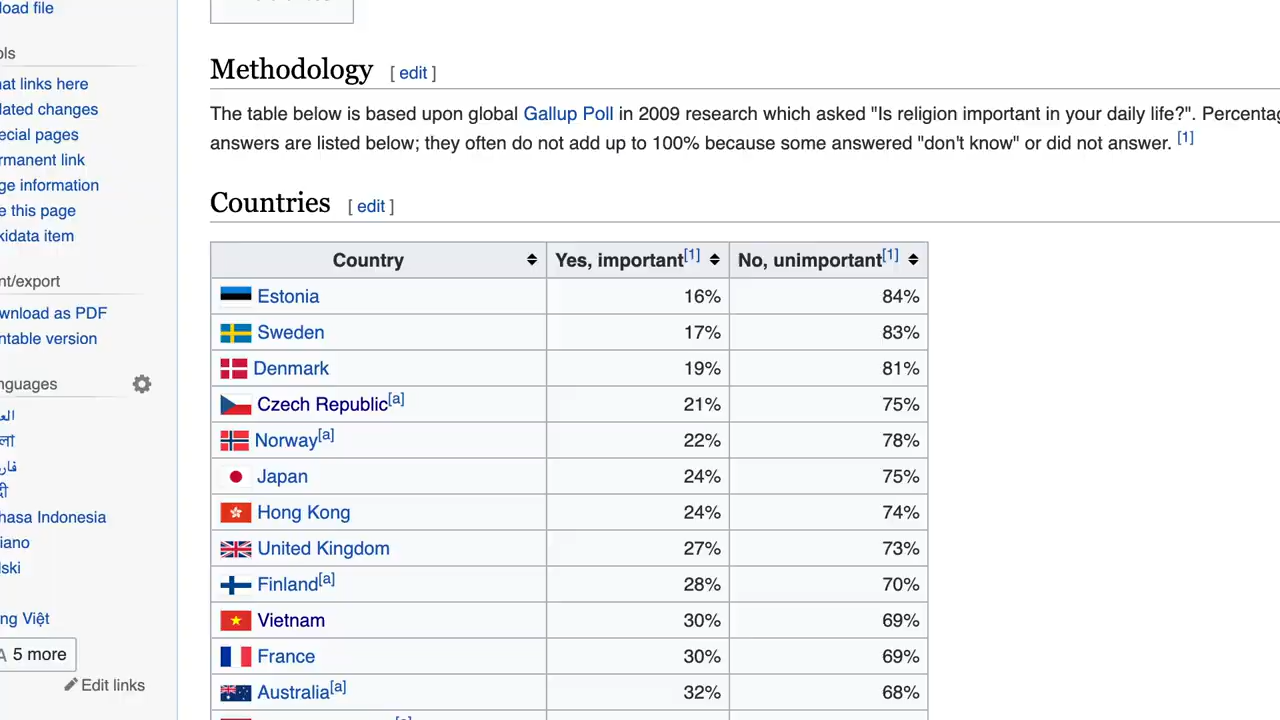 load file
ols
hat links here
lated changes
ecial pages
rmanent link
ge information
e this page
kidata item
nt/export
wnload as PDF
ntable version
nguages
hasa Indonesia
iano
lski
ng Việt
5 more
Edit links
Methodology [ edit ]
The table below is based upon global Gallup Poll in 2009 research which asked "Is religion important in your daily life?". Percentag
answers are listed below; they often do not add up to 100% because some answered "don't know" or did not answer. [1]
Countries [ edit ]
Country Yes, important[1] No, unimportant[1]
Estonia 16% 84%
Sweden 17% 83%
Denmark 19% 81%
Czech Republic[a] 21% 75%
Norway[a] 22% 78%
Japan 24% 75%
Hong Kong 24% 74%
United Kingdom 27% 73%
Finland[a] 28% 70%
Vietnam 30% 69%
France 30% 69%
Australia[a] 32% 68%